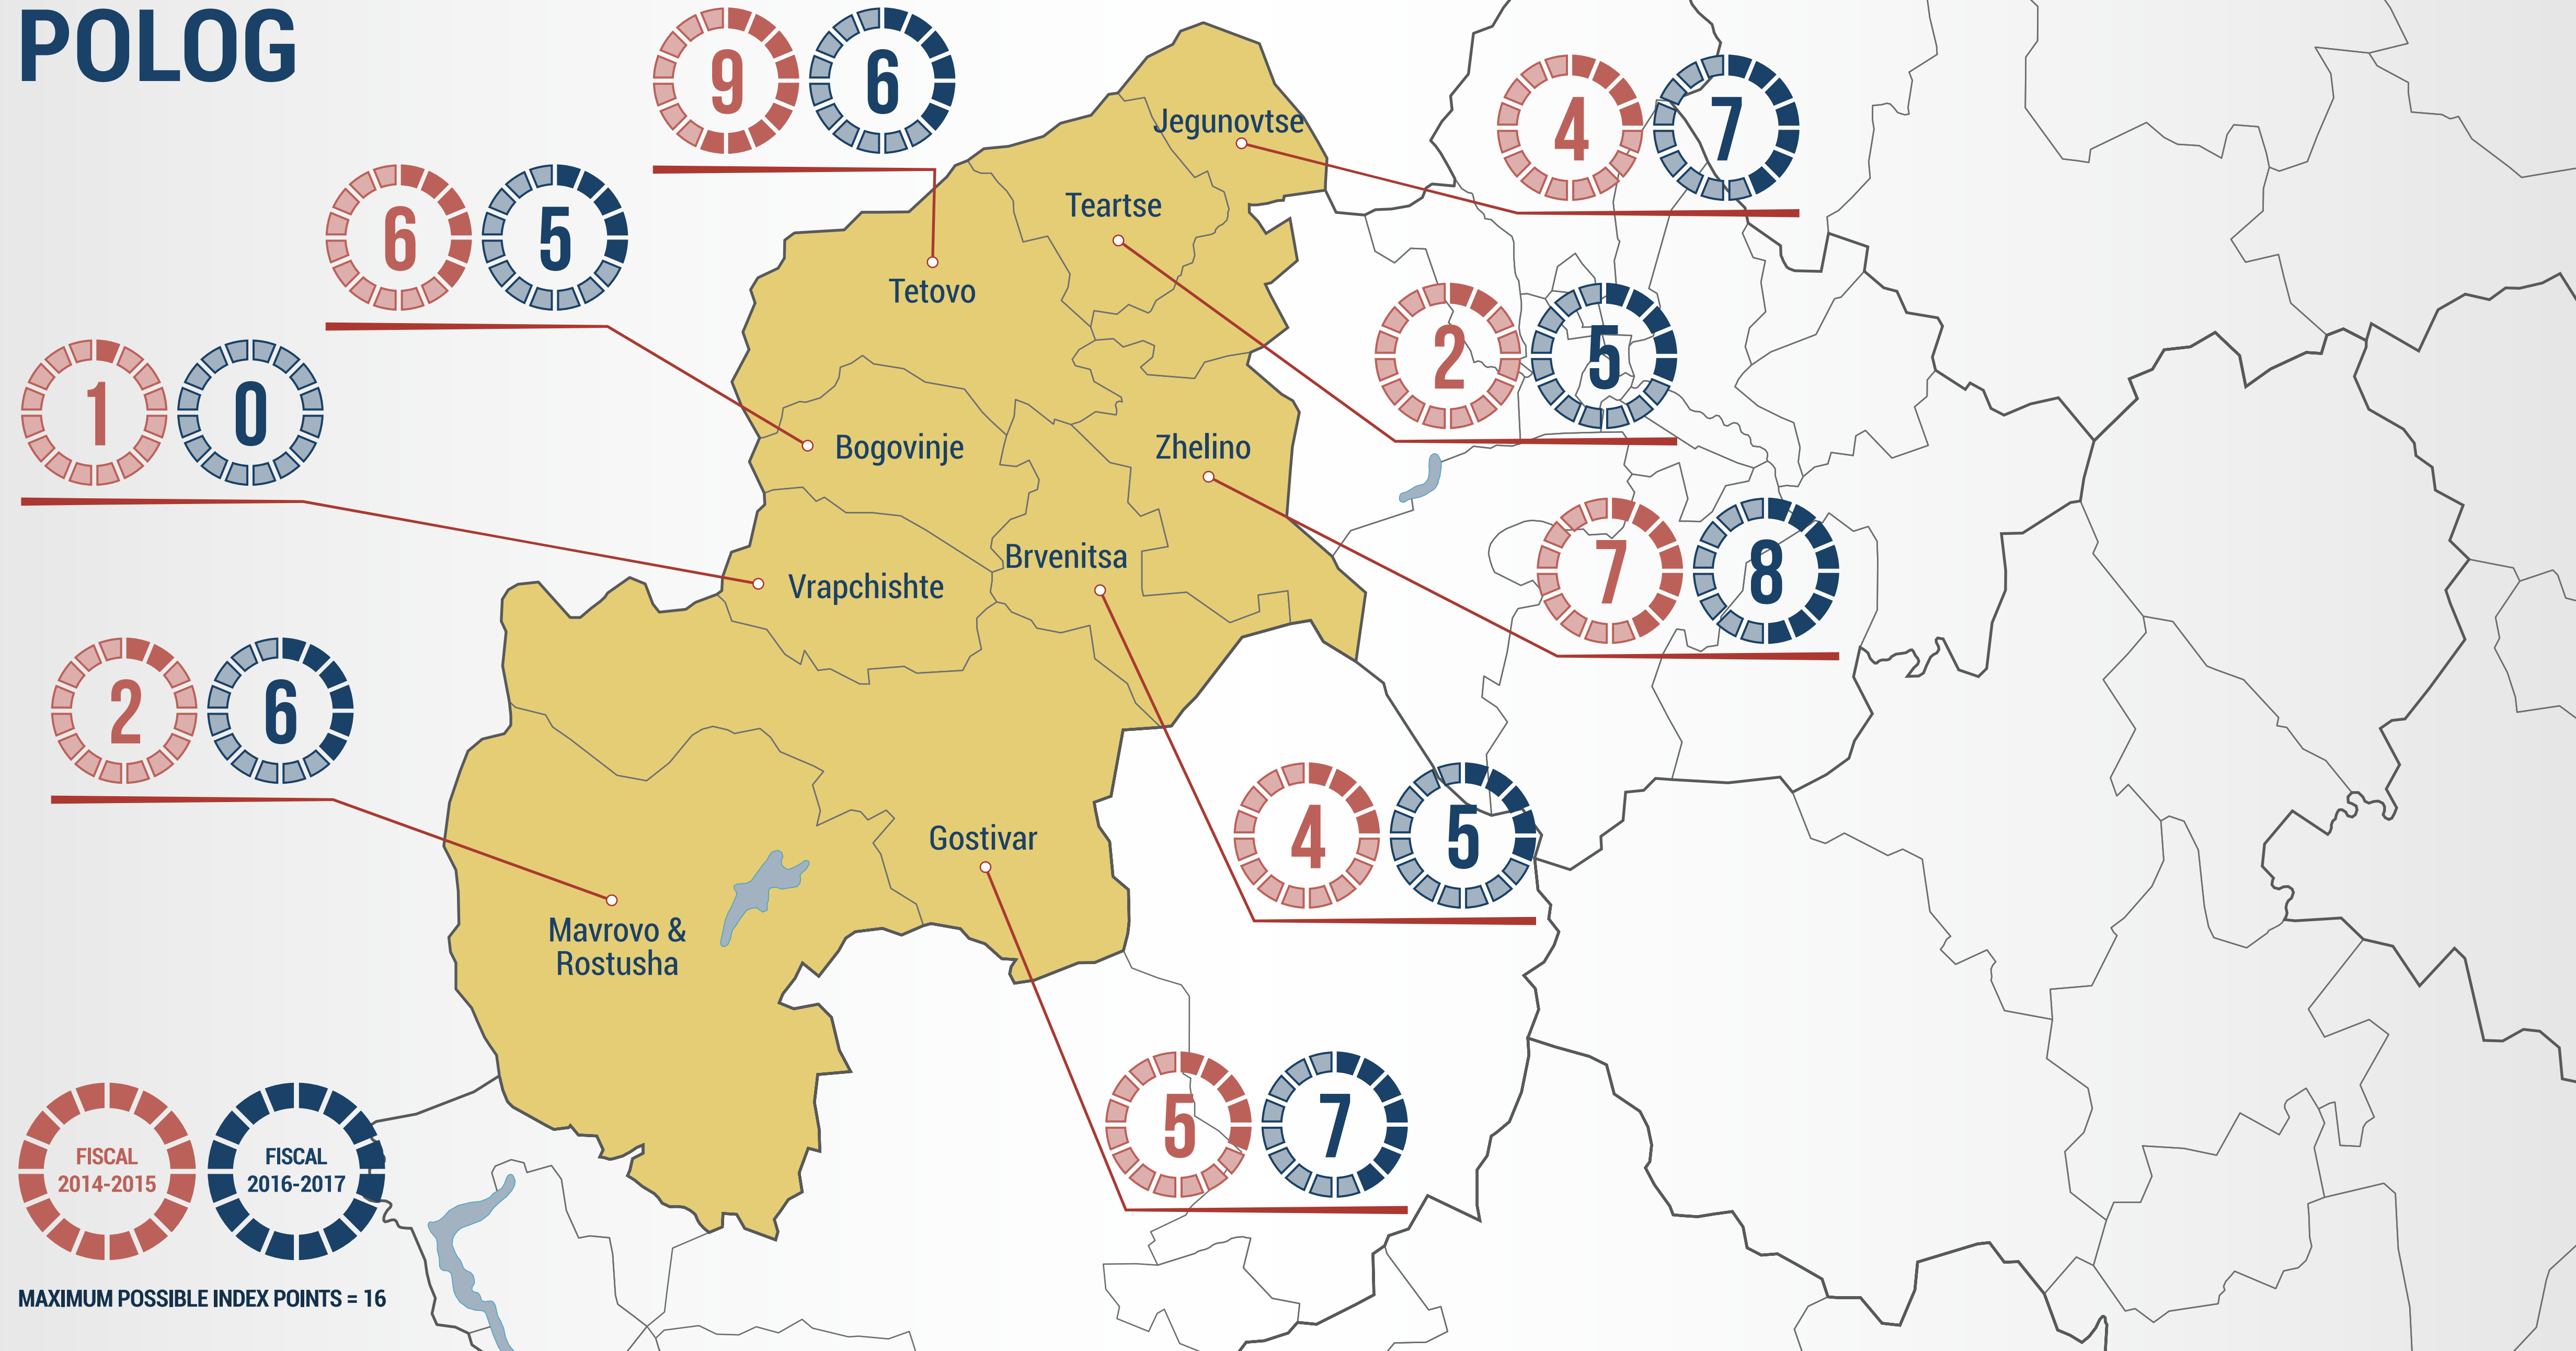 POLOG
9 6
Jegunovtse
4 7
6 5
Teartse
Tetovo
2 5
1 0
Bogovinje
Zhelino
7 8
Brvenitsa
Vrapchishte
2 6
4 5
Gostivar
Mavrovo &
Rostusha
5 7
FISCAL
2014-2015
FISCAL
2016-2017
MAXIMUM POSSIBLE INDEX POINTS = 16